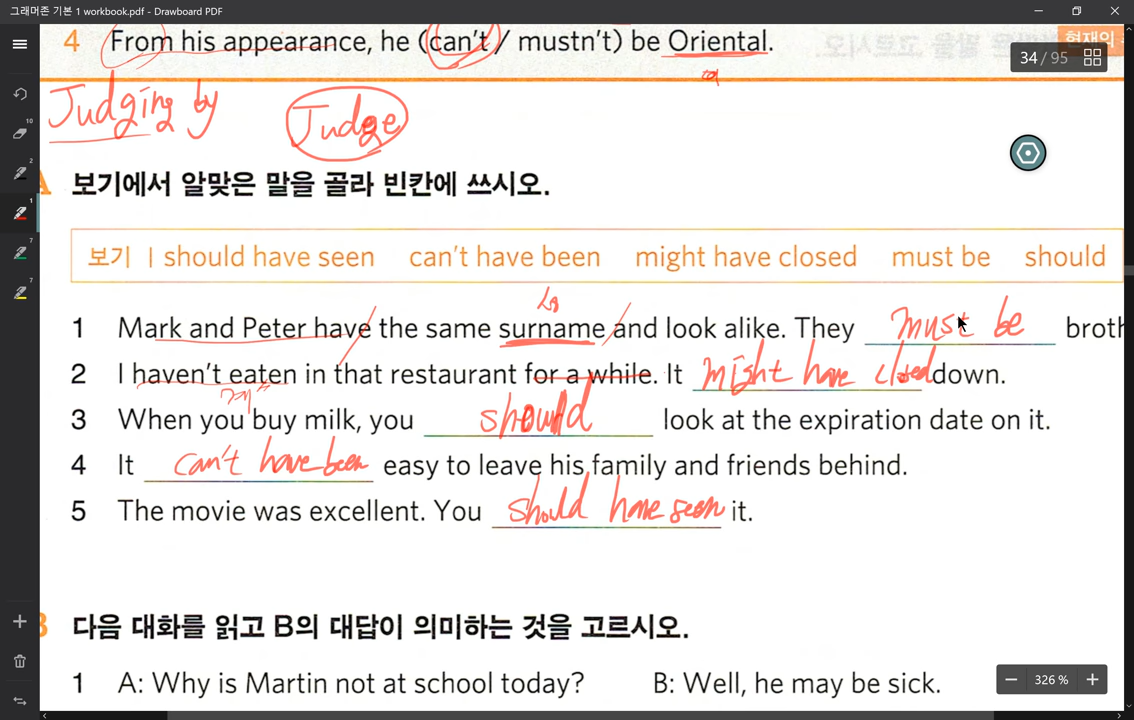 그래머존 기본 1 workbook.pdf - Drawboard PDF
4 From his appearance, he (can't / mustn't) be Oriental.
34 / 95
Judging by Judge
보기에서 알맞은 말을 골라 빈칸에 쓰시오.
보기 | should have seen can't have been might have closed must be should
1 Mark and Peter have the same surname and look alike. They must be broth
2 I haven't eaten in that restaurant for a while. It might have closed down.
3 When you buy milk, you should look at the expiration date on it.
4 It can't have been easy to leave his family and friends behind.
5 The movie was excellent. You should have seen it.
다음 대화를 읽고 B의 대답이 의미하는 것을 고르시오.
1 A: Why is Martin not at school today? B: Well, he may be sick.
326 %
10
2
1
7
7